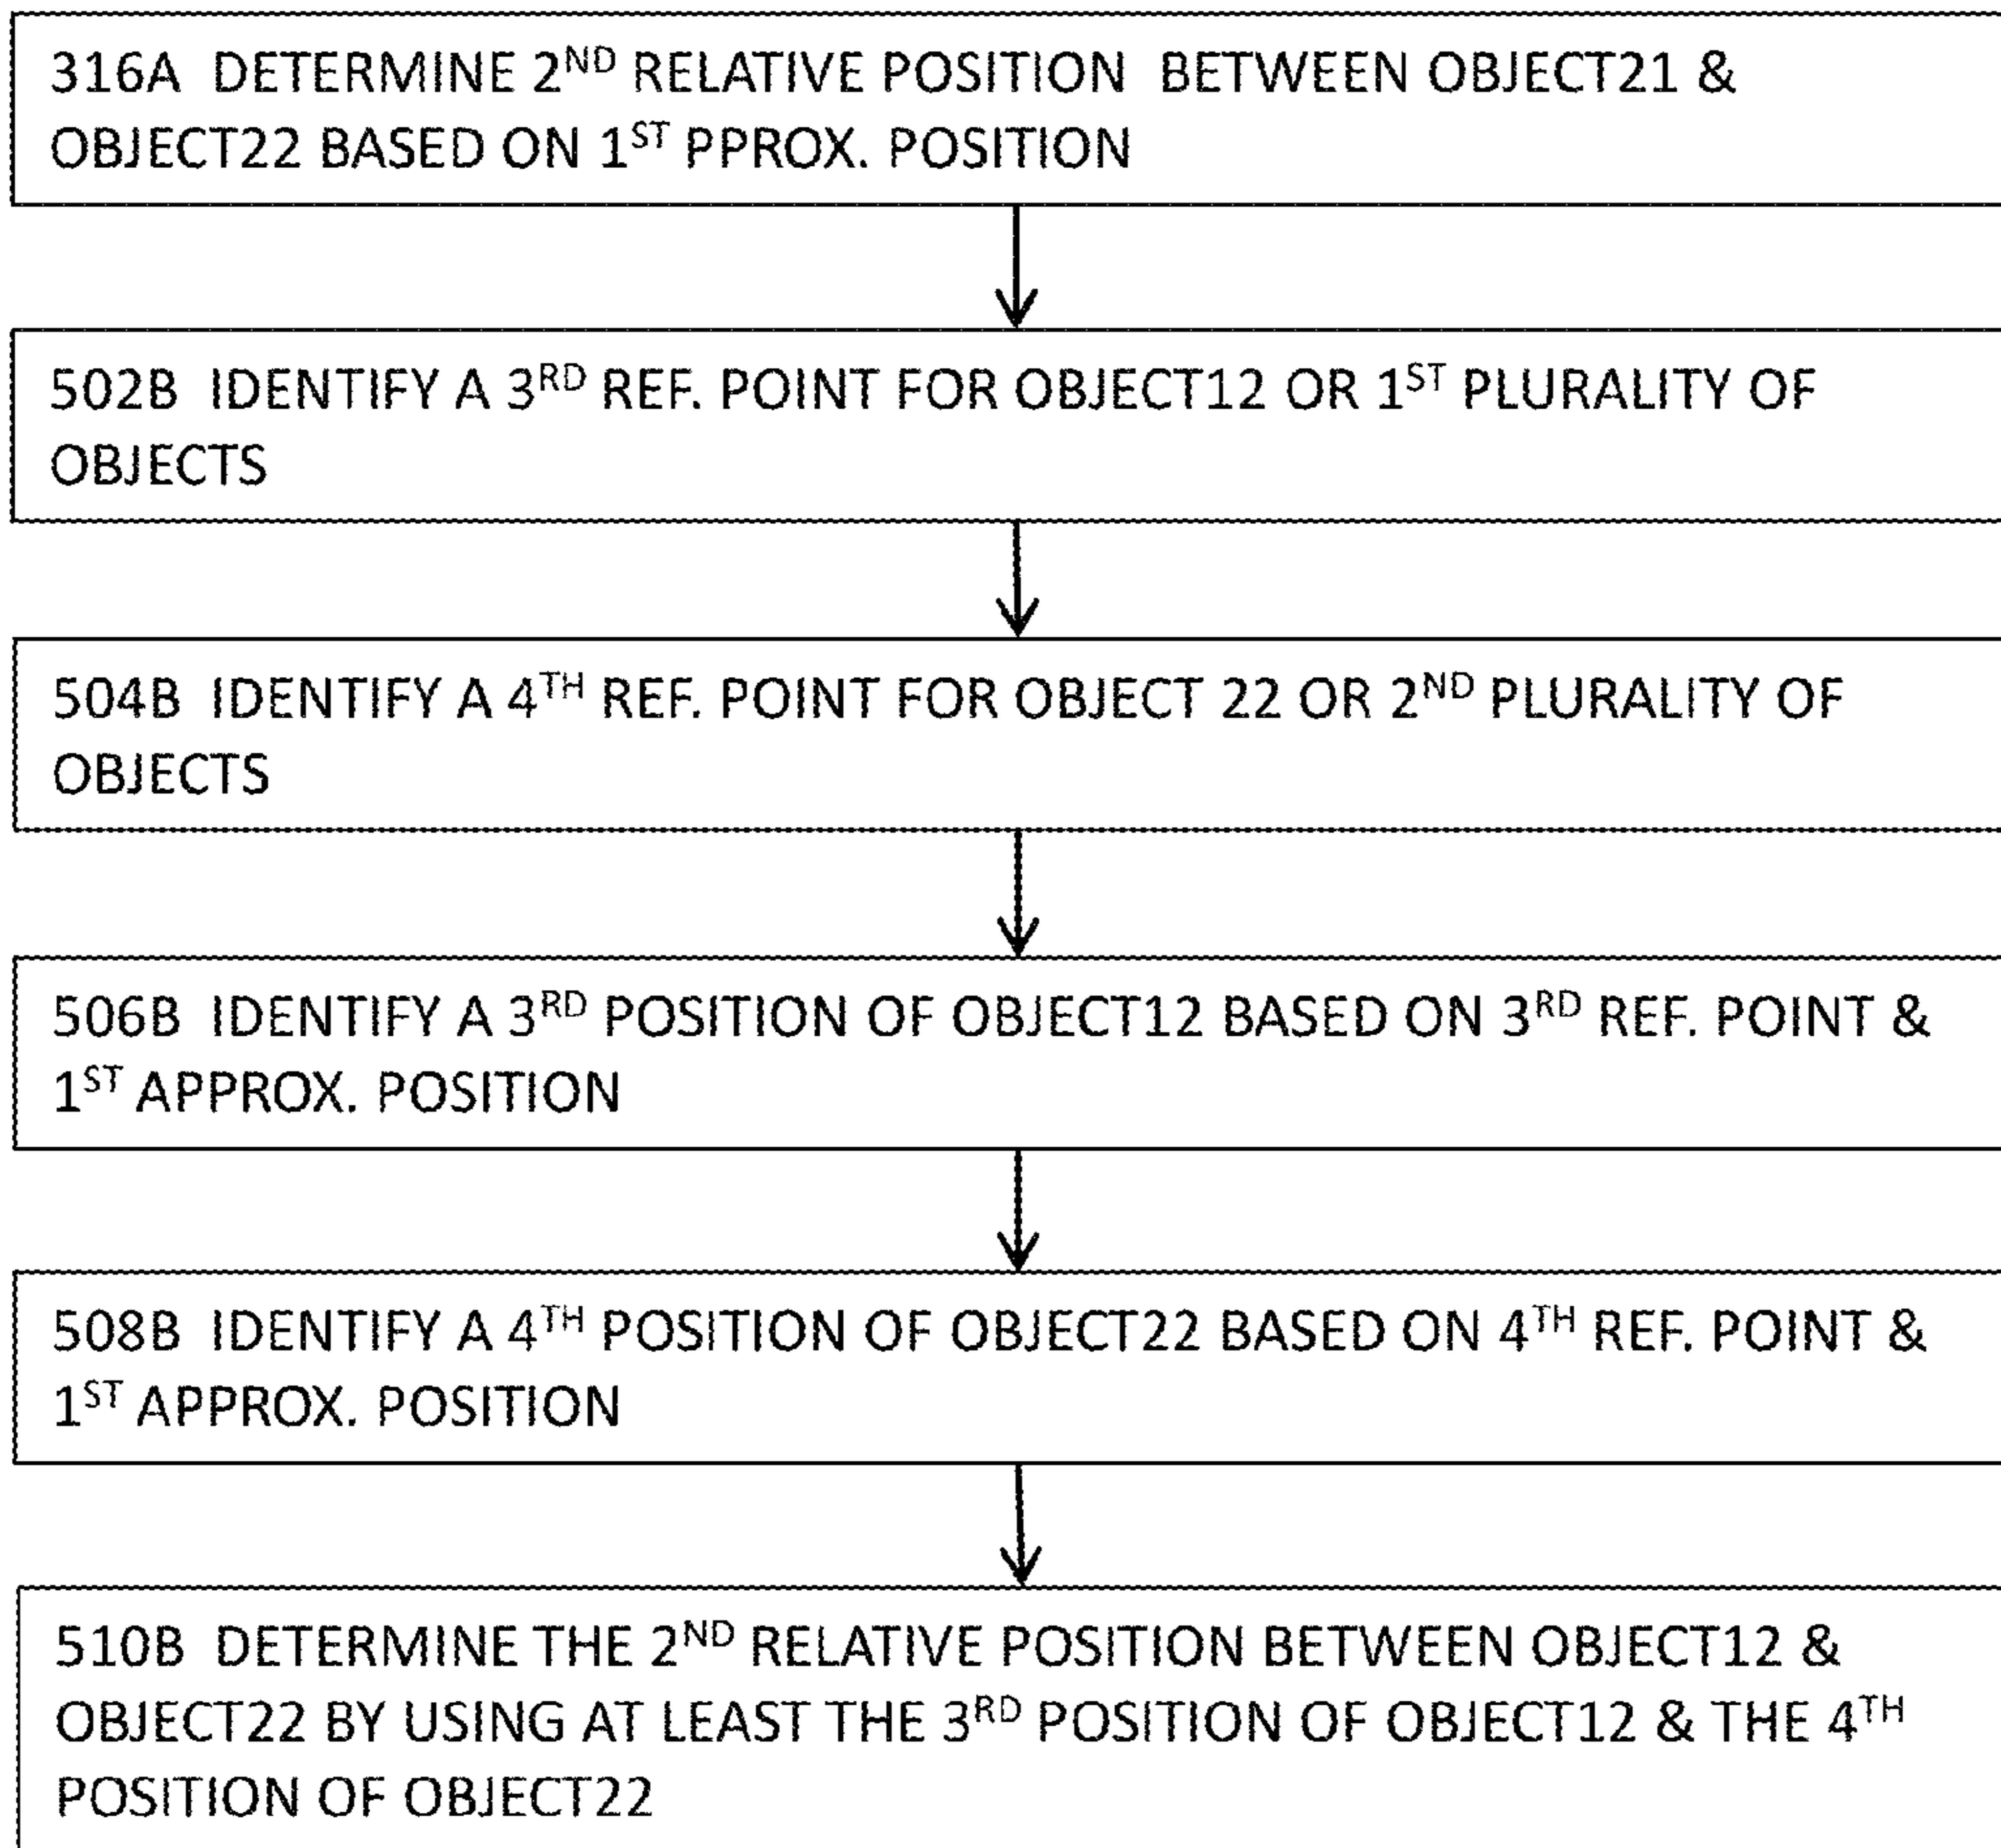 316A DETERMINE 2ND RELATIVE POSITION BETWEEN OBJECT21 &
OBJECT22 BASED ON 1ST PPROX. POSITION
502B IDENTIFY A 3RD REF. POINT FOR OBJECT12 OR 1ST PLURALITY OF
OBJECTS
504B IDENTIFY A 4TH REF. POINT FOR OBJECT 22 OR 2ND PLURALITY OF
OBJECTS
506B IDENTIFY A 3RD POSITION OF OBJECT12 BASED ON 3RD REF. POINT &
1ST APPROX. POSITION
508B IDENTIFY A 4TH POSITION OF OBJECT22 BASED ON 4TH REF. POINT &
1ST APPROX. POSITION
510B DETERMINE THE 2ND RELATIVE POSITION BETWEEN OBJECT12 &
OBJECT22 BY USING AT LEAST THE 3RD POSITION OF OBJECT12 & THE 4TH
POSITION OF OBJECT22